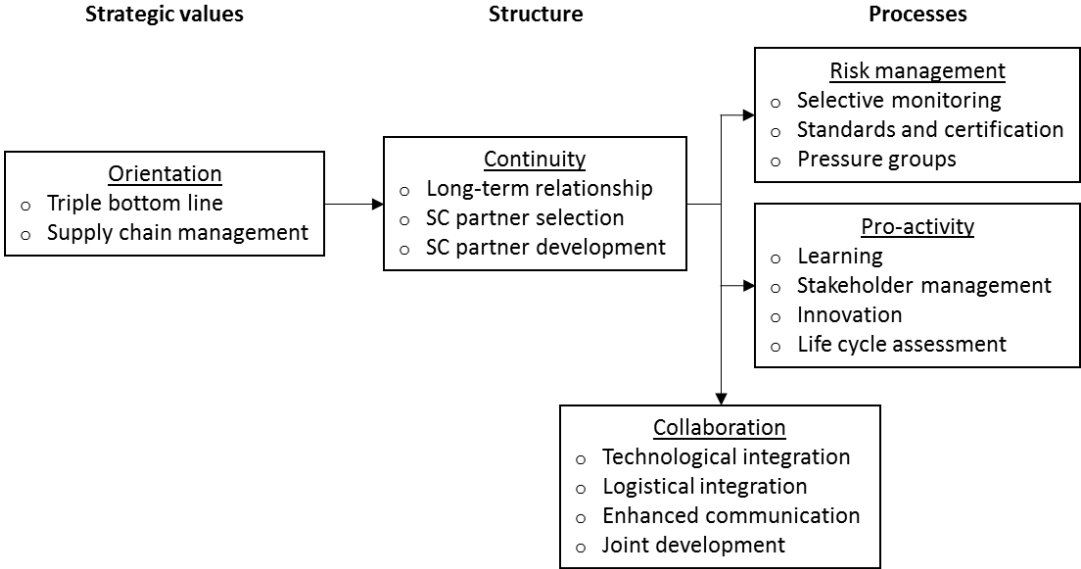 Strategic values
Structure
Processes
Orientation
o Triple bottom line
o Supply chain management
Continuity
o Long-term relationship
o SC partner selection
o SC partner development
Risk management
o Selective monitoring
o Standards and certification
o Pressure groups
Pro-activity
o Learning
o Stakeholder management
o Innovation
o Life cycle assessment
Collaboration
o Technological integration
o Logistical integration
o Enhanced communication
o Joint development